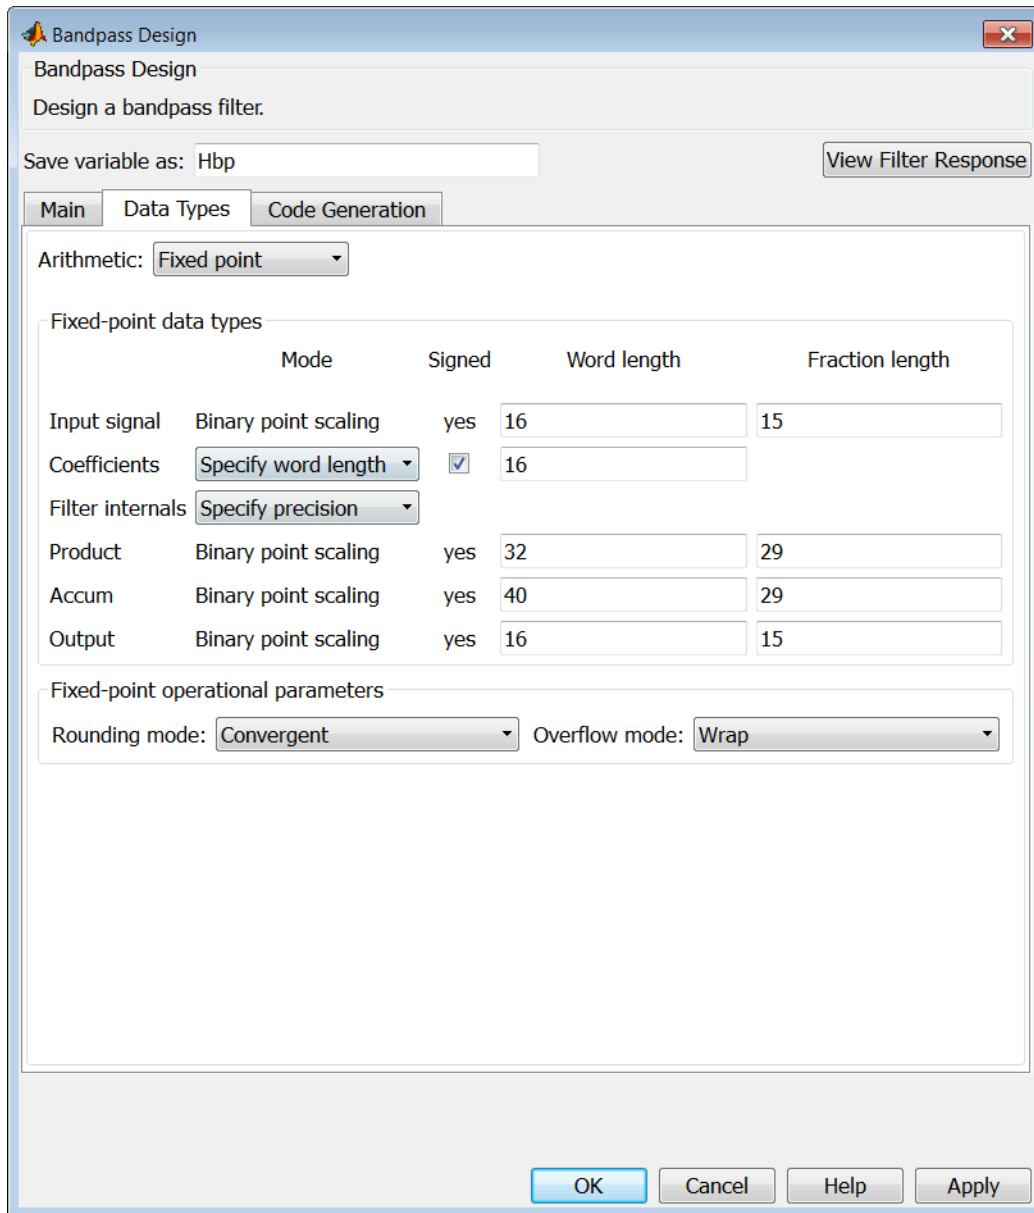 Bandpass Design
Bandpass Design
Design a bandpass filter.
Save variable as: Hbp View Filter Response
Main Data Types Code Generation
Arithmetic: Fixed point
Fixed-point data types
Mode Signed Word length Fraction length
Input signal Binary point scaling yes 16 15
Coefficients Specify word length 16
Filter internals Specify precision
Product Binary point scaling yes 32 29
Accum Binary point scaling yes 40 29
Output Binary point scaling yes 16 15
Fixed-point operational parameters
Rounding mode: Convergent Overflow mode: Wrap
OK Cancel Help Apply